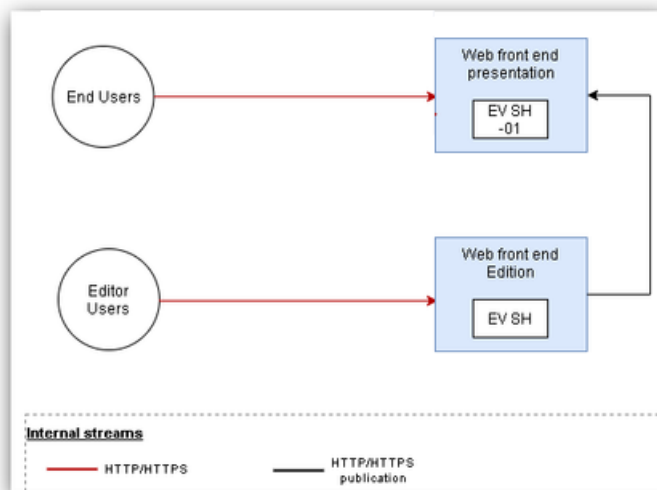 End Users
Web front end
presentation
EV SH
-01
Editor
Users
Web front end
Edition
EV SH
Internal streams
HTTP/HTTPS
HTTP/HTTPS
publication